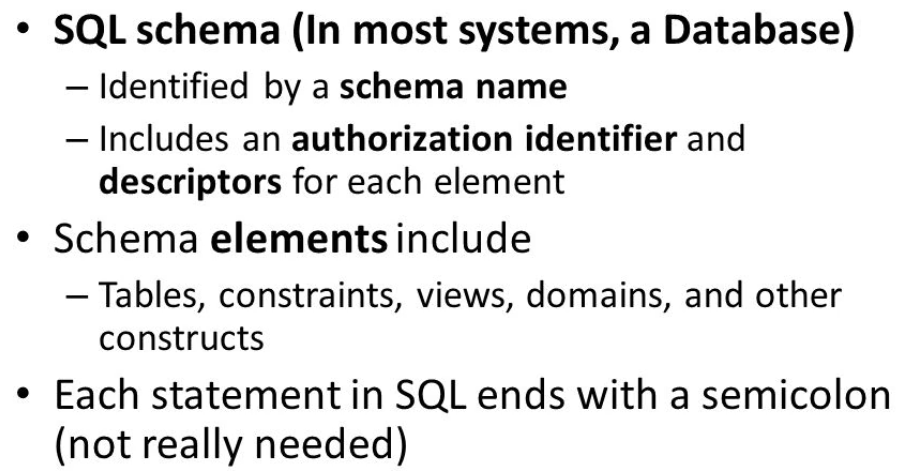 • SQL schema (In most systems, a Database)
– Identified by a schema name
– Includes an authorization identifier and
descriptors for each element
• Schema elements include
– Tables, constraints, views, domains, and other
constructs
• Each statement in SQL ends with a semicolon
(not really needed)